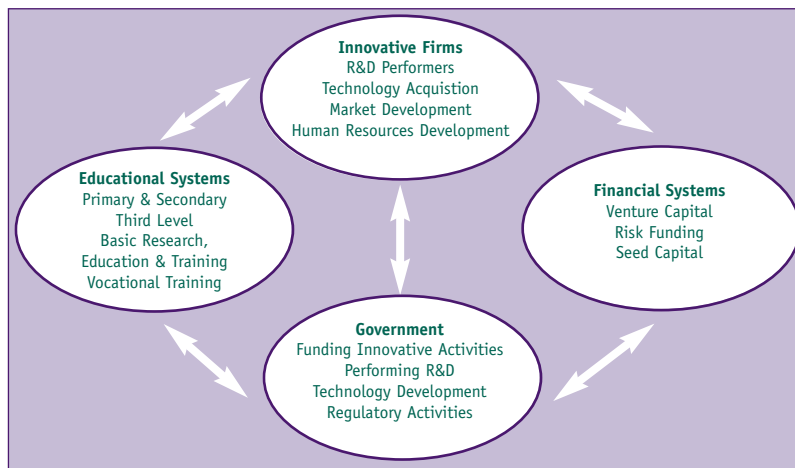 Innovative Firms
R&D Performers
Technology Acquistion
Market Development
Human Resources Development
Educational Systems
Primary & Secondary
Third Level
Basic Research,
Education & Training
Vocational Training
Financial Systems
Venture Capital
Risk Funding
Seed Capital
Government
Funding Innovative Activities
Performing R&D
Technology Development
Regulatory Activities